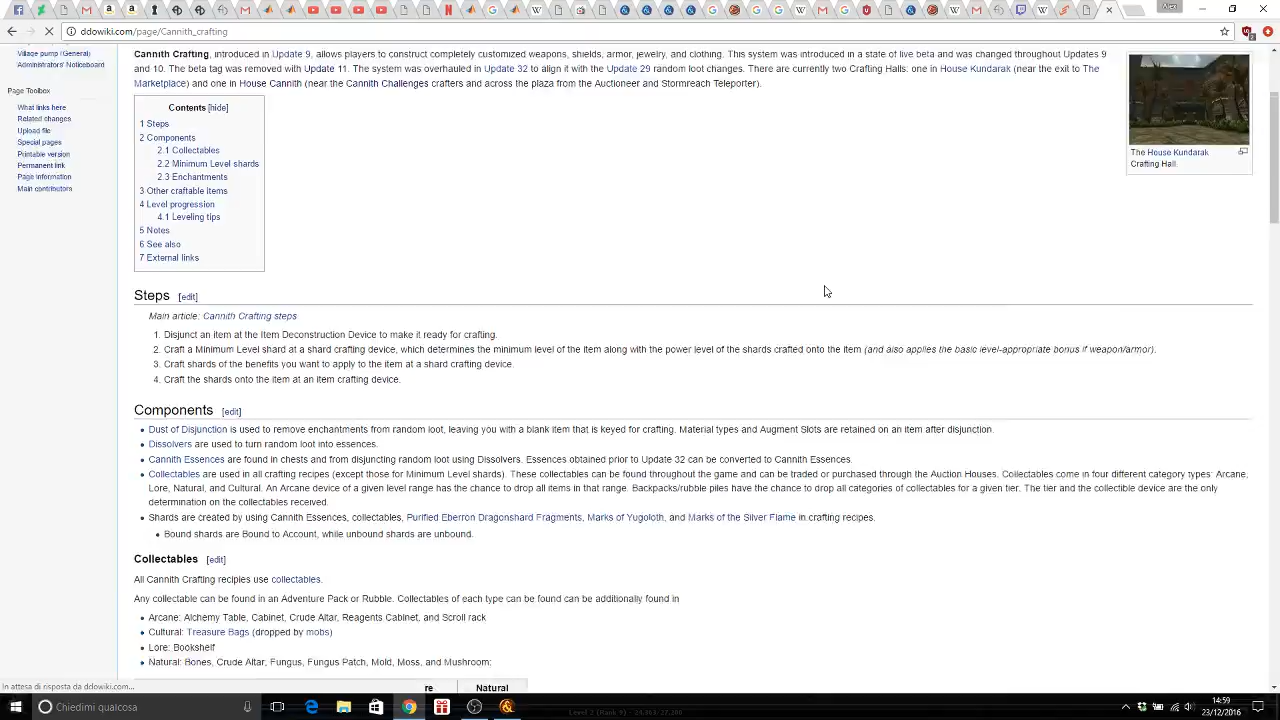 Alexi
ddowiki.com/page/Cannith_crafting
Village pump (General)
Administrators' Noticeboard
Page Toolbox
What links here
Related changes
Upload file
Special pages
Printable version
Permanent link
Page information
Main contributors
Cannith Crafting, introduced in Update 9, allows players to construct completely customized weapons, shields, armor, jewelry, and clothing. This system was introduced in a state of live beta and was changed throughout Updates 9
and 10. The beta tag was removed with Update 11. The system was overhauled in Update 32 to align it with the Update 29 random loot changes. There are currently two Crafting Halls: one in House Kundarak (near the exit to The
Marketplace) and one in House Cannith (near the Cannith Challenges crafters and across the plaza from the Auctioneer and Stormreach Teleporter).
The House Kundarak
Crafting Hall
Contents [hide]
1 Steps
2 Components
2.1 Collectables
2.2 Minimum Level shards
2.3 Enchantments
3 Other craftable items
4 Level progression
4.1 Leveling tips
5 Notes
6 See also
7 External links
Steps [edit]
Main article: Cannith Crafting steps
1. Disjunct an item at the Item Deconstruction Device to make it ready for crafting.
2. Craft a Minimum Level shard at a shard crafting device, which determines the minimum level of the item along with the power level of the shards crafted onto the item (and also applies the basic level-appropriate bonus if weapon/armor).
3. Craft shards of the benefits you want to apply to the item at a shard crafting device.
4. Craft the shards onto the item at an item crafting device.
Components [edit]
• Dust of Disjunction is used to remove enchantments from random loot, leaving you with a blank item that is keyed for crafting. Material types and Augment Slots are retained on an item after disjunction.
• Dissolvers are used to turn random loot into essences.
• Cannith Essences are found in chests and from disjuncting random loot using Dissolvers. Essences obtained prior to Update 32 can be converted to Cannith Essences.
• Collectables are used in all crafting recipes (except those for Minimum Level shards). These collectables can be found throughout the game and can be traded or purchased through the Auction Houses. Collectables come in four different category types: Arcane,
Lore, Natural, and Cultural. An Arcane device of a given level range has the chance to drop all items in that range. Backpacks/rubble piles have the chance to drop all categories of collectables for a given tier. The tier and the collectible device are the only
determination on the collectables received.
• Shards are created by using Cannith Essences, collectables, Purified Eberron Dragonshard Fragments, Marks of Yugoloth, and Marks of the Silver Flame in crafting recipes.
• Bound shards are Bound to Account, while unbound shards are unbound.
Collectables [edit]
All Cannith Crafting recipies use collectables.
Any collectable can be found in an Adventure Pack or Rubble. Collectables of each type can be found can be additionally found in
• Arcane: Alchemy Table, Cabinet, Crude Altar, Reagents Cabinet, and Scroll rack
• Cultural: Treasure Bags (dropped by mobs)
• Lore: Bookshelf
• Natural: Bones, Crude Altar, Fungus, Fungus Patch, Mold, Moss, and Mushroom;
re Natural
In attesa di risposta da ddowiki.com...
Chiedimi qualcosa
14:59
23/12/2016